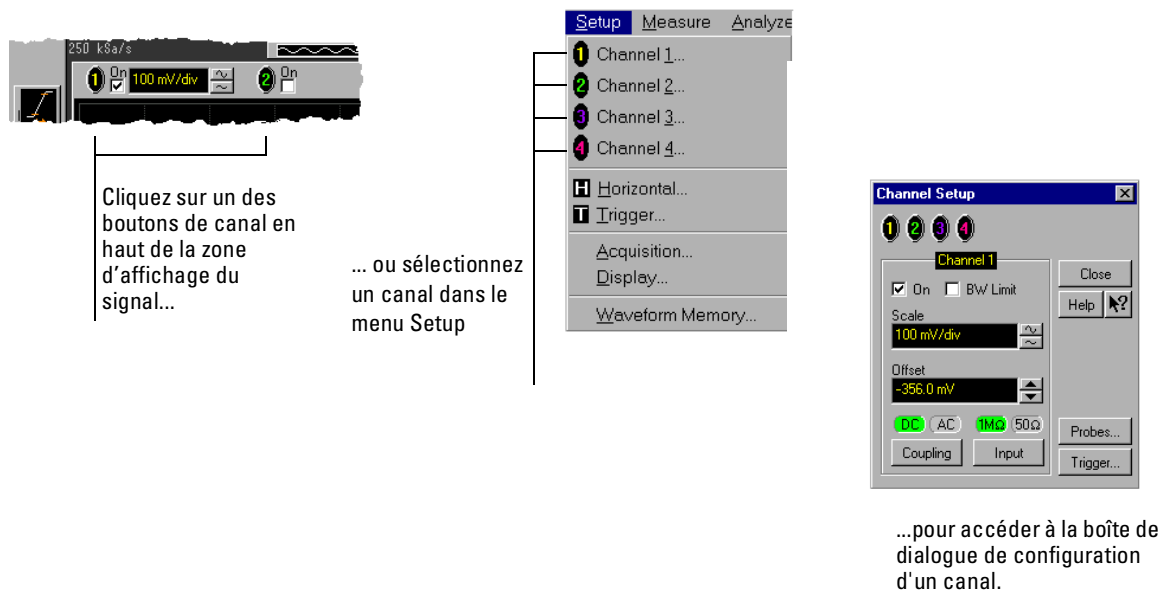 250 kSa/s
1 On 100 mV/div 2 On
Cliquez sur un des
boutons de canal en
haut de la zone
d'affichage du
signal...
... ou sélectionnez
un canal dans le
menu Setup
Setup Measure Analyze
1 Channel 1...
2 Channel 2...
3 Channel 3...
4 Channel 4...
H Horizontal...
T Trigger...
Acquisition...
Display...
Waveform Memory...
Channel Setup
1 2 3 4
Channel 1
On BW Limit
Scale
100 mV/div
Offset
-356.0 mV
DC AC 1MΩ 50Ω
Coupling Input
Close
Help ?
Probes...
Trigger...
...pour accéder à la boîte de
dialogue de configuration
d'un canal.